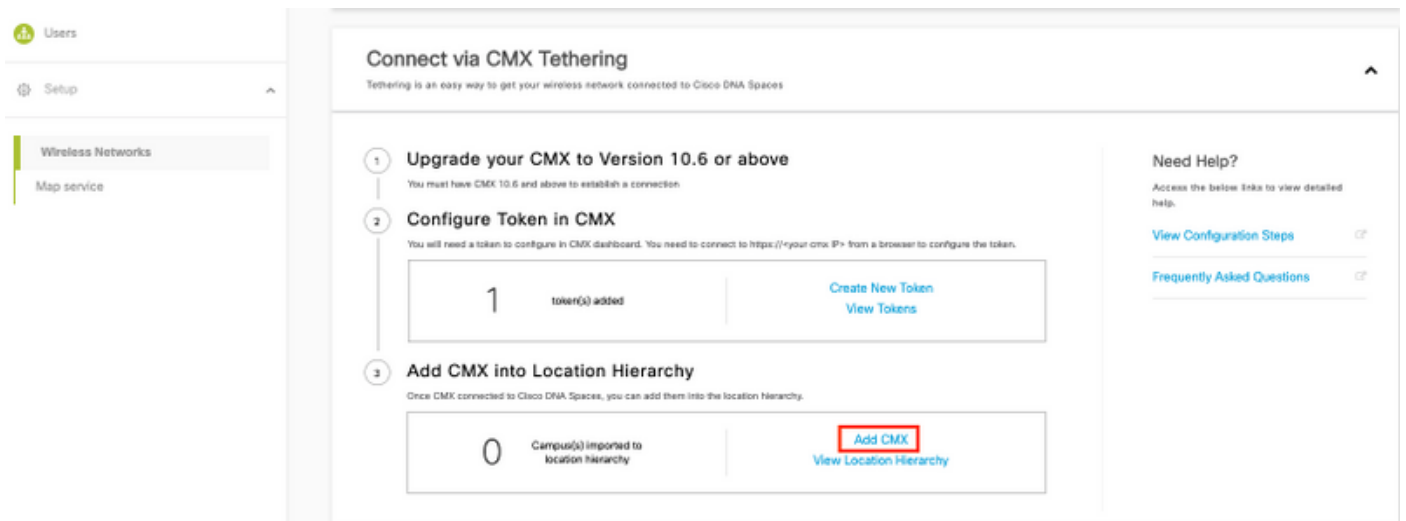 Users
Setup
Wireless Networks
Map service
Connect via CMX Tethering
Tethering is an easy way to get your wireless network connected to Cisco DNA Spaces
1
Upgrade your CMX to Version 10.6 or above
You must have CMX 10.6 and above to establish a connection
2
Configure Token in CMX
You will need a token to configure in CMX dashboard. You need to connect to https://<your cmx IP> from a browser to configure the token.
1
token(s) added
Create New Token
View Tokens
3
Add CMX into Location Hierarchy
Once CMX connected to Cisco DNA Spaces, you can add them into the location hierarchy.
0
Campus(s) imported to
location hierarchy
Add CMX
View Location Hierarchy
Need Help?
Access the below links to view detailed
help.
View Configuration Steps
Frequently Asked Questions